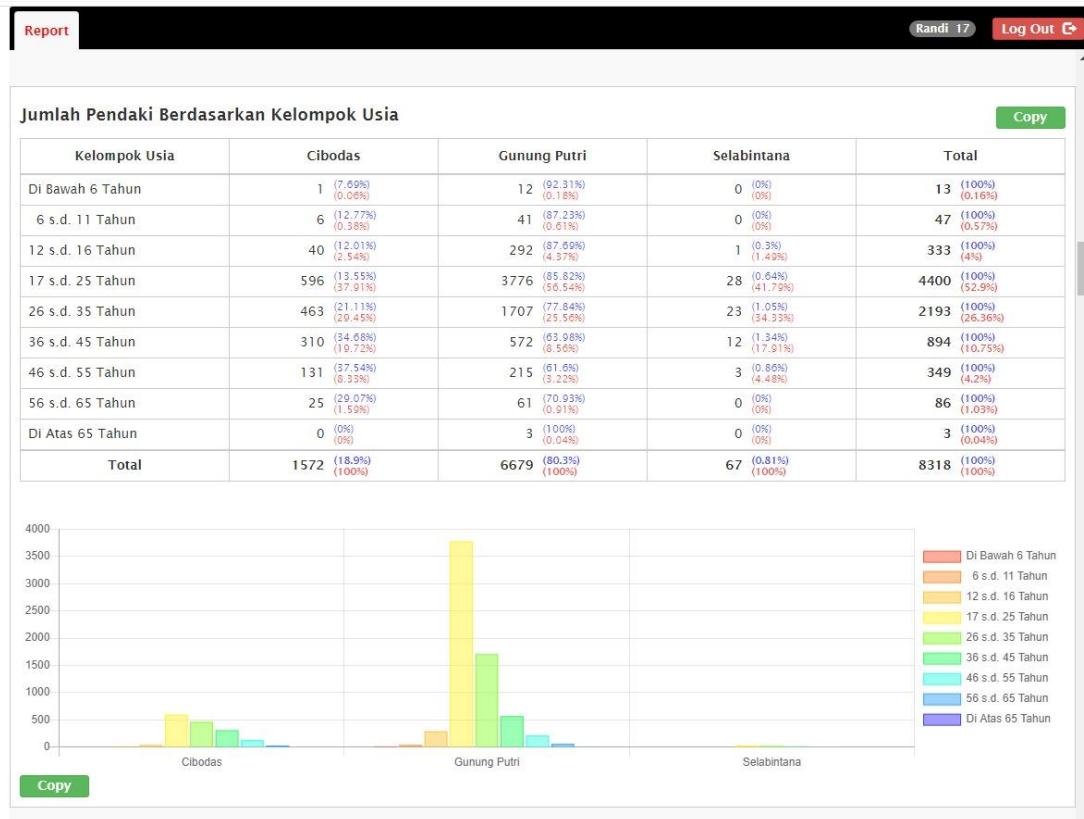 Report
Randi 17
Log Out
Jumlah Pendaki Berdasarkan Kelompok Usia
Copy
Kelompok Usia Cibodas Gunung Putri Selabintana Total
Di Bawah 6 Tahun 1 (7.69%) (0.06%) 12 (92.31%) (0.18%) 0 (0%) (0%) 13 (100%) (0.16%)
6 s.d. 11 Tahun 6 (12.77%) (0.38%) 41 (87.23%) (0.61%) 0 (0%) (0%) 47 (100%) (0.57%)
12 s.d. 16 Tahun 40 (12.01%) (2.54%) 292 (87.69%) (4.37%) 1 (0.3%) (1.49%) 333 (100%) (4%)
17 s.d. 25 Tahun 596 (13.55%) (37.91%) 3776 (85.82%) (56.54%) 28 (0.64%) (41.79%) 4400 (100%) (52.9%)
26 s.d. 35 Tahun 463 (21.11%) (29.45%) 1707 (77.84%) (25.56%) 23 (1.05%) (34.33%) 2193 (100%) (26.36%)
36 s.d. 45 Tahun 310 (34.68%) (19.72%) 572 (63.98%) (8.56%) 12 (1.34%) (17.91%) 894 (100%) (10.75%)
46 s.d. 55 Tahun 131 (37.54%) (8.33%) 215 (61.6%) (3.22%) 3 (0.86%) (4.48%) 349 (100%) (4.2%)
56 s.d. 65 Tahun 25 (29.07%) (1.59%) 61 (70.93%) (0.91%) 0 (0%) (0%) 86 (100%) (1.03%)
Di Atas 65 Tahun 0 (0%) (0%) 3 (100%) (0.04%) 0 (0%) (0%) 3 (100%) (0.04%)
Total 1572 (18.9%) (100%) 6679 (80.3%) (100%) 67 (0.81%) (100%) 8318 (100%) (100%)
4000
3500
3000
2500
2000
1500
1000
500
0
Cibodas Gunung Putri Selabintana
Di Bawah 6 Tahun
6 s.d. 11 Tahun
12 s.d. 16 Tahun
17 s.d. 25 Tahun
26 s.d. 35 Tahun
36 s.d. 45 Tahun
46 s.d. 55 Tahun
56 s.d. 65 Tahun
Di Atas 65 Tahun
Copy